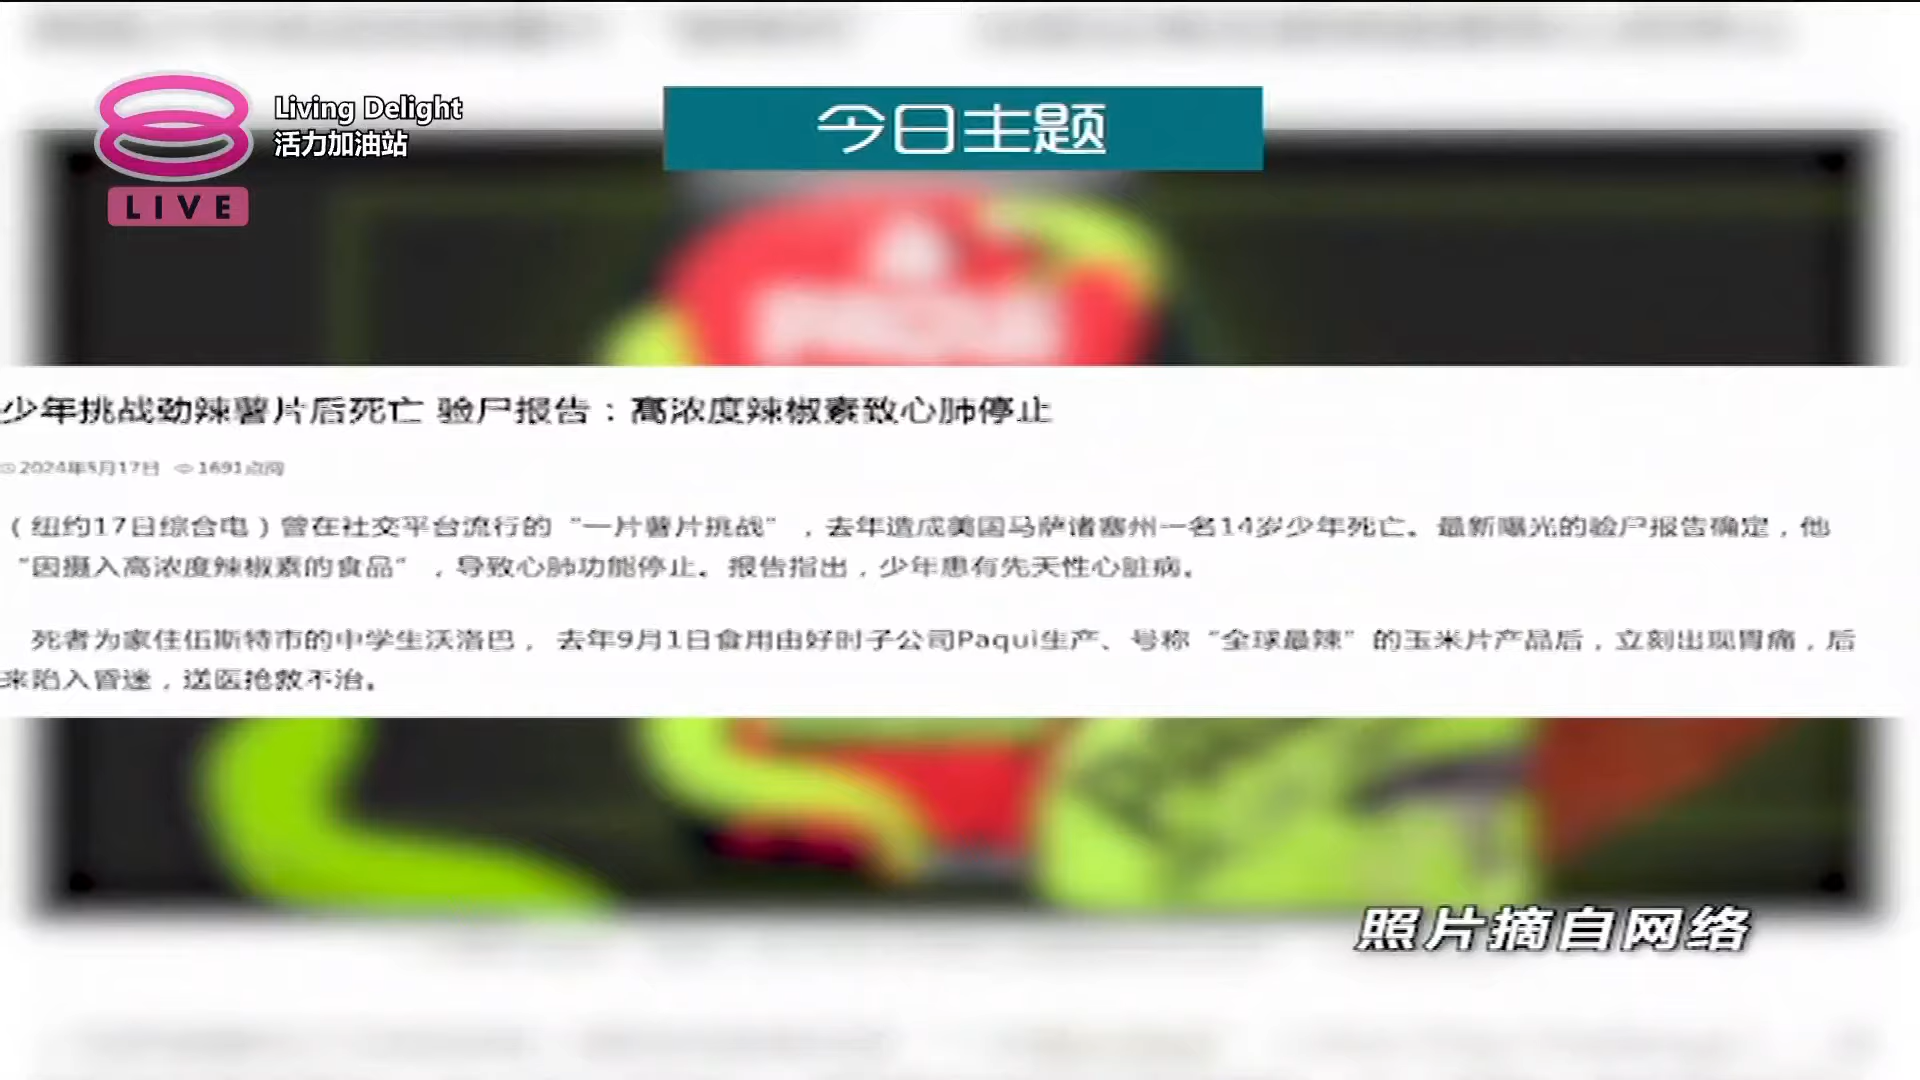 Living Delight
活力加油站
LIVE
今日主题
少年挑战劲辣薯片后死亡 验尸报告：高浓度辣椒素致心肺停止
2024年5月17日 1691点阅
（纽约17日综合电）曾在社交平台流行的“一片薯片挑战”，去年造成美国马萨诸塞州一名14岁少年死亡。最新曝光的验尸报告确定，他
“因摄入高浓度辣椒素的食品”，导致心肺功能停止。报告指出，少年患有先天性心脏病。
死者为家住伍斯特市的中学生沃洛巴，去年9月1日食用由好时子公司Paqui生产、号称“全球最辣”的玉米片产品后，立刻出现胃痛，后
来陷入昏迷，送医抢救不治。
照片摘自网络